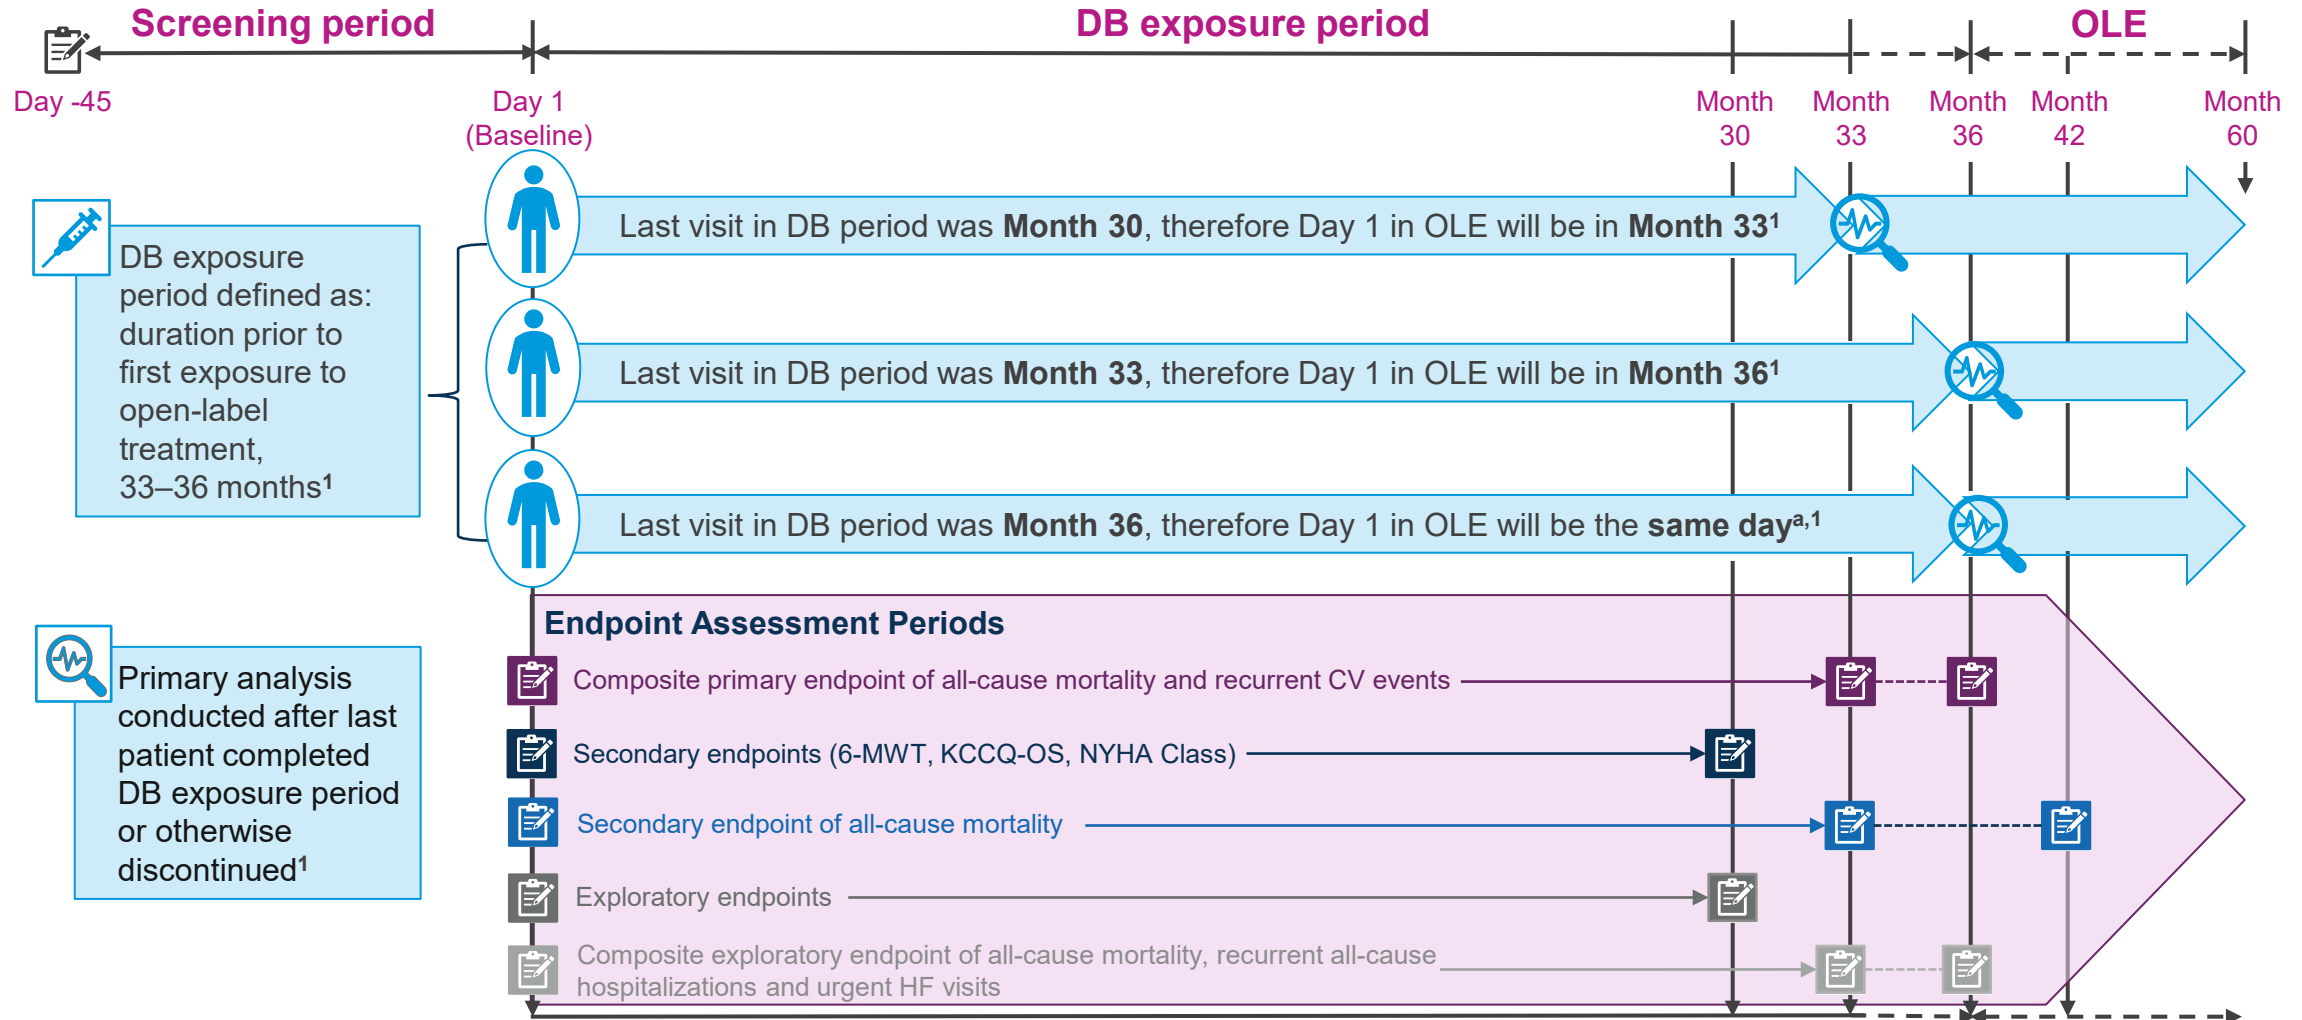 Screening period
DB exposure period
OLE
Day -45
Day 1
(Baseline)
Month
30
Month
33
Month
36
Month
42
Month
60
DB exposure
period defined as:
duration prior to
first exposure to
open-label
treatment,
33–36 months¹
Last visit in DB period was Month 30, therefore Day 1 in OLE will be in Month 33¹
Last visit in DB period was Month 33, therefore Day 1 in OLE will be in Month 36¹
Last visit in DB period was Month 36, therefore Day 1 in OLE will be the same dayᵃ,¹
Primary analysis
conducted after last
patient completed
DB exposure period
or otherwise
discontinued¹
Endpoint Assessment Periods
Composite primary endpoint of all-cause mortality and recurrent CV events
Secondary endpoints (6-MWT, KCCQ-OS, NYHA Class)
Secondary endpoint of all-cause mortality
Exploratory endpoints
Composite exploratory endpoint of all-cause mortality, recurrent all-cause
hospitalizations and urgent HF visits